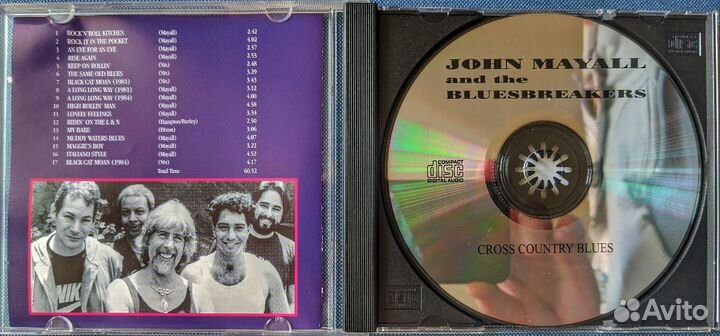 1 ROCK'N'ROLL KITCHEN (Mayall) 2.42
2 ROCK IT IN THE POCKET (Mayall) 4.02
3 AN EYE FOR AN EYE (Mayall) 2.57
4 RISE AGAIN (Mayall) 2.53
5 KEEP ON ROLLIN' (Nix) 2.48
6 THE SAME OLD BLUES (Nix) 3.29
7 BLACK CAT MOAN (1981) (Nix) 3.43
8 A LONG LONG WAY (1981) (Mayall) 3.12
9 A LONG LONG WAY (1984) (Mayall) 4.00
10 HIGH ROLLIN' MAN (Mayall) 4.58
11 LONELY FEELINGS (Mayall) 3.34
12 RIDIN' ON THE L & N (Hampton/Burley) 2.50
13 MY BABE (Dixon) 3.06
14 MUDDY WATERS BLUES (Mayall) 4.07
15 MAGGIE'S BOY (Mayall) 3.22
16 ITALIANO STYLE (Mayall) 4.52
17 BLACK CAT MOAN (1984) (Nix) 4.17
Total Time 60.52
NIKE
JOHN MAYALL
and the
BLUESBREAKERS
COMPACT
disc
DIGITAL AUDIO
CROSS COUNTRY BLUES
Avito